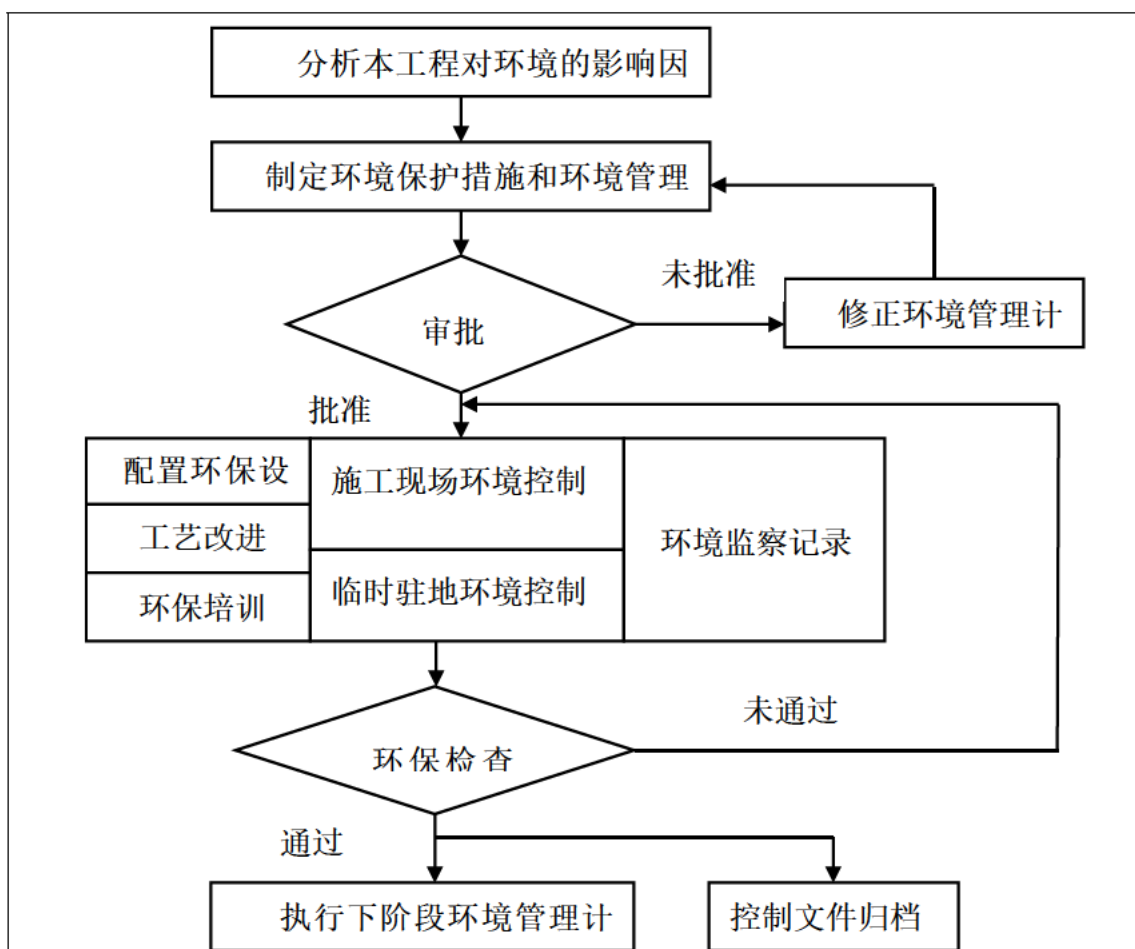 分析本工程对环境的影响因
制定环境保护措施和环境管理
未批准
修正环境管理计
审批
批准
配置环保设
施工现场环境控制
工艺改进
环境监察记录
临时驻地环境控制
环保培训
未通过
环保检查
通过
执行下阶段环境管理计
控制文件归档